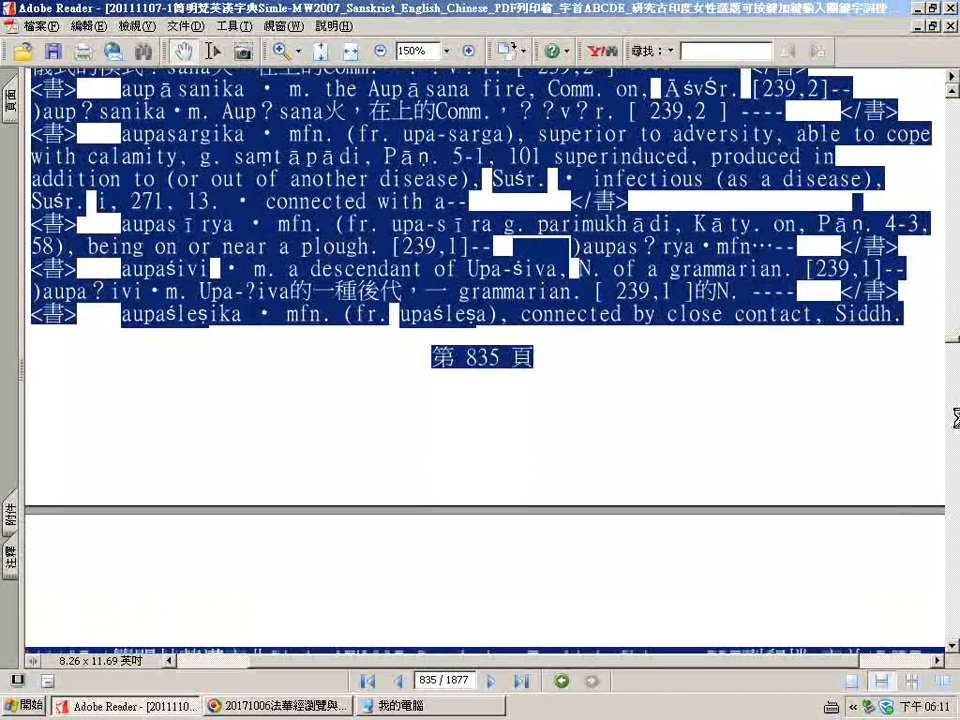 Adobe Reader - [20111107-1簡明梵英漢字典Simle-MW2007_Sanskrict_English_Chinese_PDF列印檔_字首ABCDE_研究古印度女性議題可按鍵加鍵輸入關鍵字詞搜...
檔案(F) 編輯(E) 檢視(V) 文件(D) 工具(T) 視窗(W) 說明(H)
150% 尋找：
頁面
<書> aupāsanika ‧ m. the Aupāsana fire, Comm. on, ĀśvŚr. [239,2]--
)aup？sanika‧m. Aup？sana火，在上的Comm.，？？v？r. [ 239,2 ] ---- </書>
<書> aupasargika ‧ mfn. (fr. upa-sarga), superior to adversity, able to cope
with calamity, g. saṃtāpādi, Pāṇ. 5-1, 101 superinduced, produced in
addition to (or out of another disease), Suśr. ‧ infectious (as a disease),
Suśr. i, 271, 13. ‧ connected with a-- </書>
<書> aupasīrya ‧ mfn. (fr. upa-sīra g. parimukhādi, Kāty. on, Pāṇ. 4-3,
58), being on or near a plough. [239,1]-- )aupas？rya‧mfn…-- </書>
<書> aupaśivi ‧ m. a descendant of Upa-śiva, N. of a grammarian. [239,1]--
)aupa？ivi‧m. Upa-?iva的一種後代，一 grammarian. [ 239,1 ]的N. ---- </書>
<書> aupaśleṣika ‧ mfn. (fr. upaśleṣa), connected by close contact, Siddh.
第 835 頁
附件
註釋
8.26 x 11.69 英吋
835 / 1877
開始 Adobe Reader - [2011110... 20171006法華經瀏覽與... 我的電腦 下午 06:11